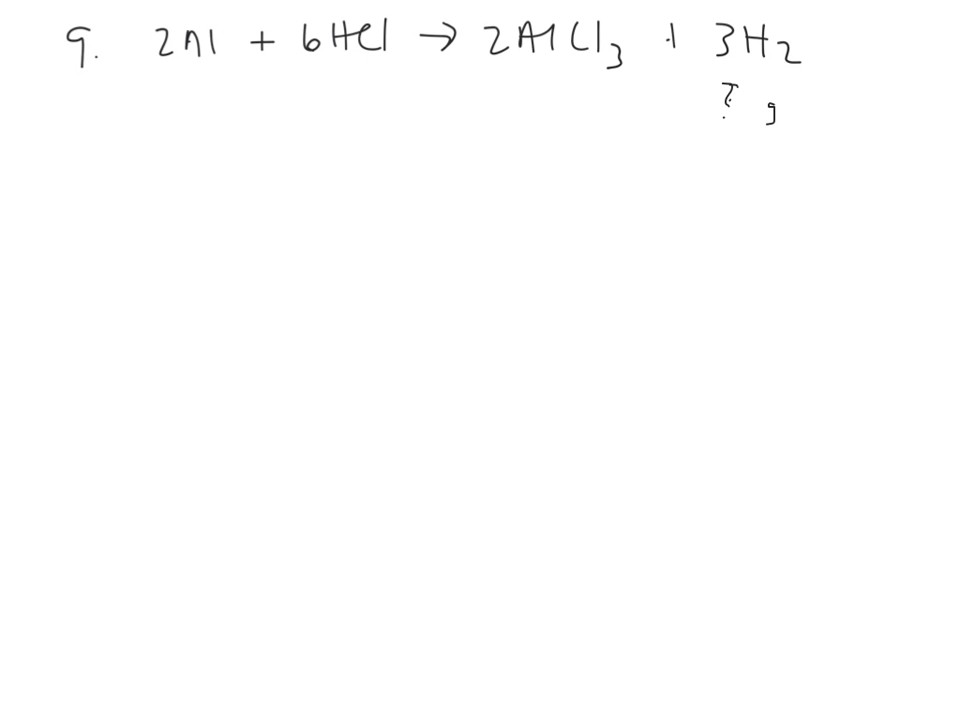 9. 2Al + 6HCl → 2AlCl₃ + 3H₂
? g